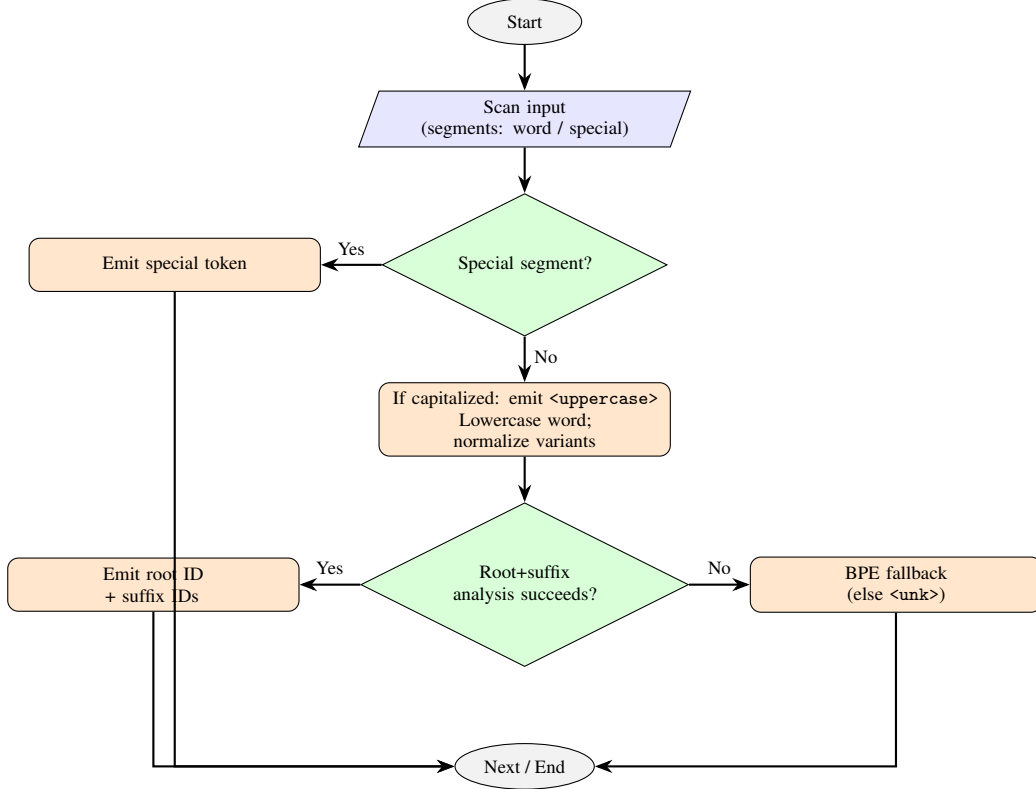 Start
Scan input
(segments: word / special)
Special segment?
Yes
Emit special token
No
If capitalized: emit <uppercase>
Lowercase word;
normalize variants
Root+suffix
analysis succeeds?
Yes
Emit root ID
+ suffix IDs
No
BPE fallback
(else <unk>)
Next / End